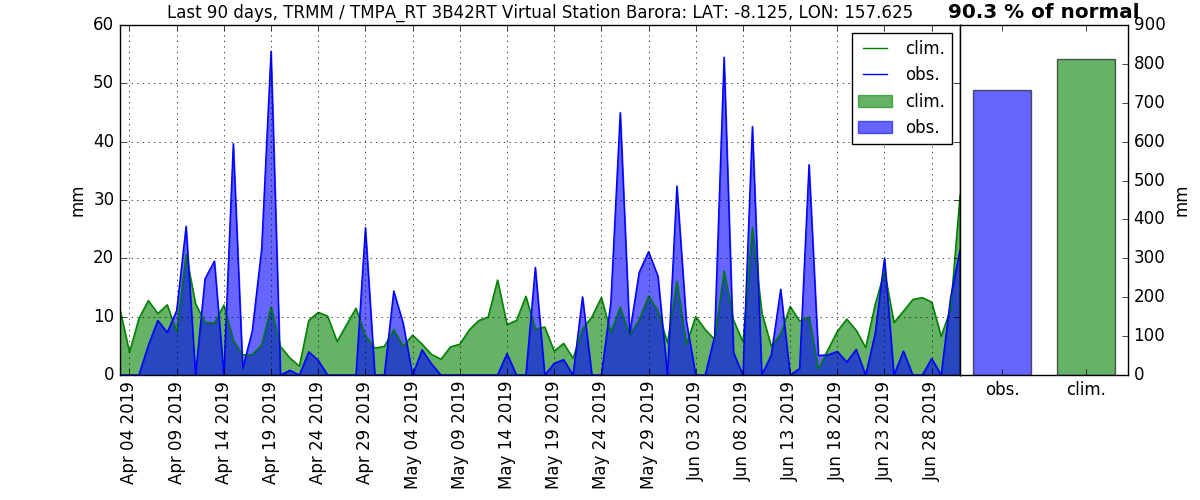 Last 90 days, TRMM / TMPA_RT 3B42RT Virtual Station Barora: LAT: -8.125, LON: 157.625
90.3 % of normal
60
50
40
30
20
10
0
mm
clim.
obs.
clim.
obs.
900
800
700
600
500
400
300
200
100
0
mm
obs.
clim.
Apr 04 2019
Apr 09 2019
Apr 14 2019
Apr 19 2019
Apr 24 2019
Apr 29 2019
May 04 2019
May 09 2019
May 14 2019
May 19 2019
May 24 2019
May 29 2019
Jun 03 2019
Jun 08 2019
Jun 13 2019
Jun 18 2019
Jun 23 2019
Jun 28 2019